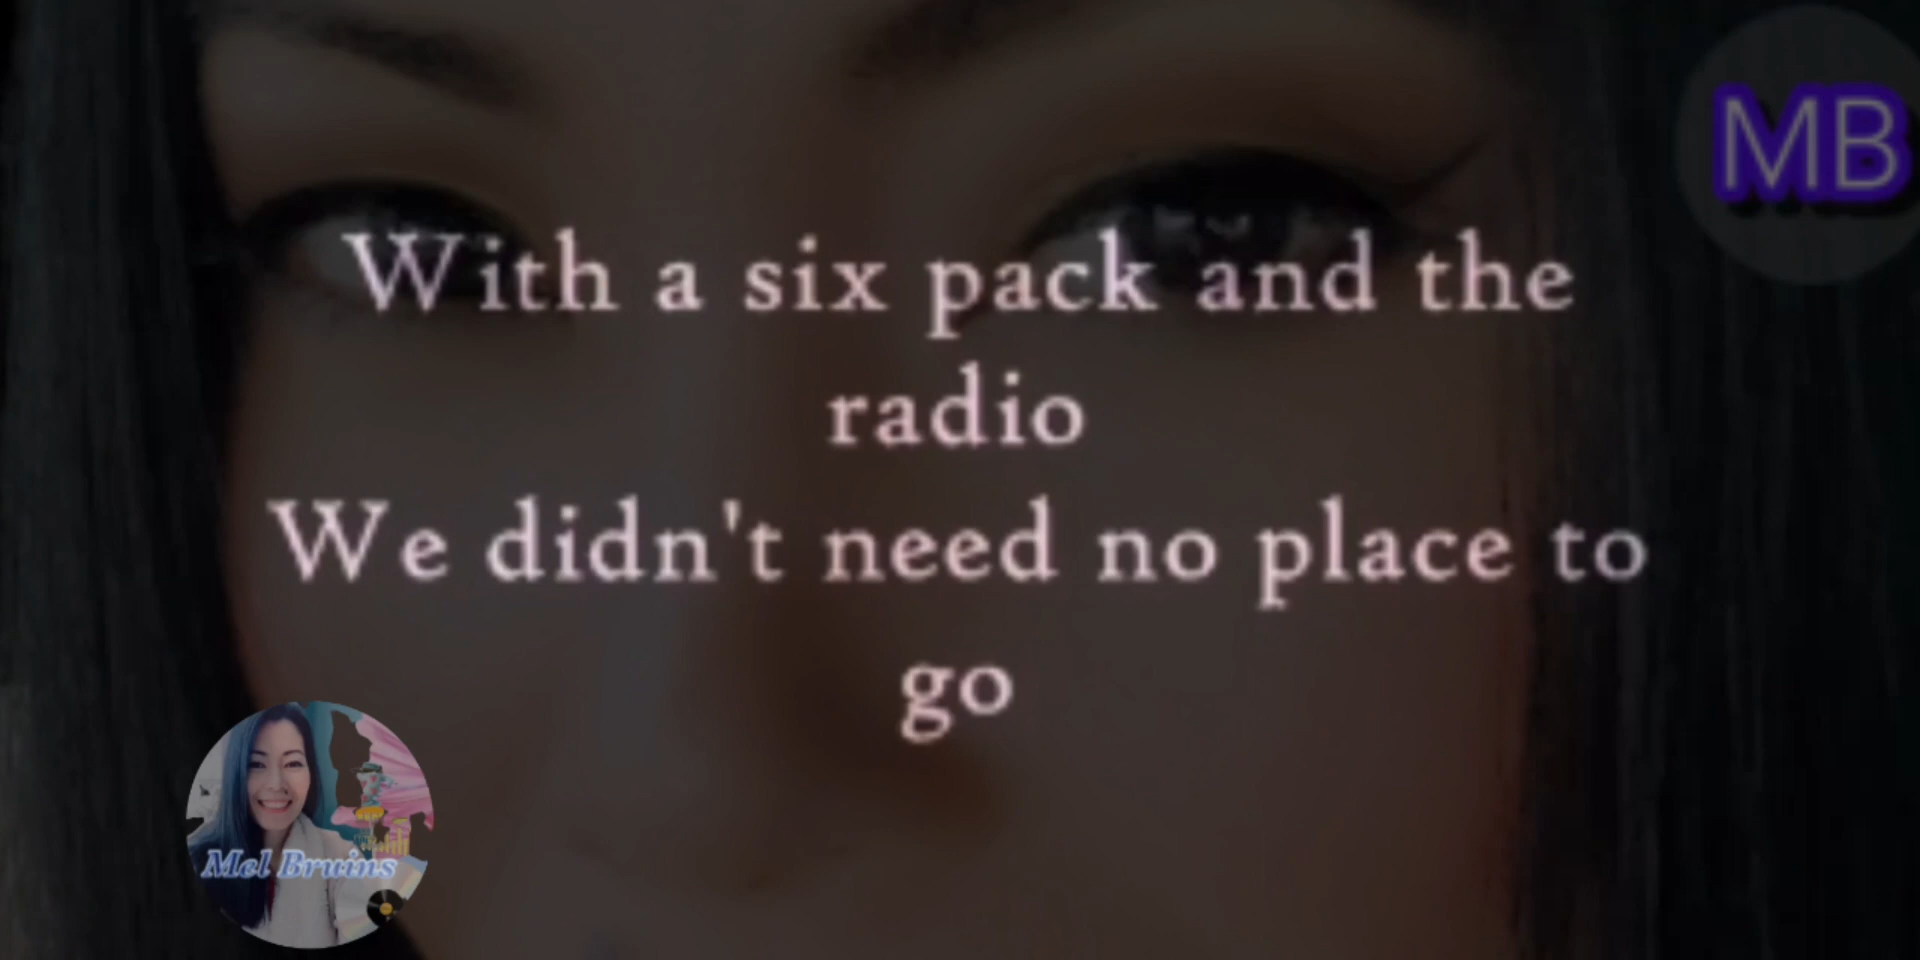 MB
With a six pack and the
radio
We didn't need no place to
go
Mel Bruins